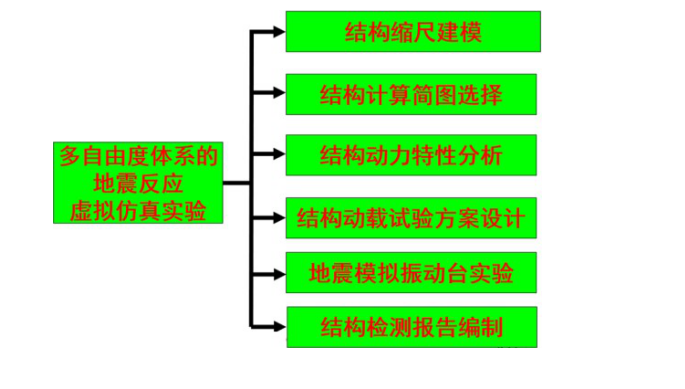 结构缩尺建模
结构计算简图选择
结构动力特性分析
多自由度体系的
地震反应
虚拟仿真实验
结构动载试验方案设计
地震模拟振动台实验
结构检测报告编制